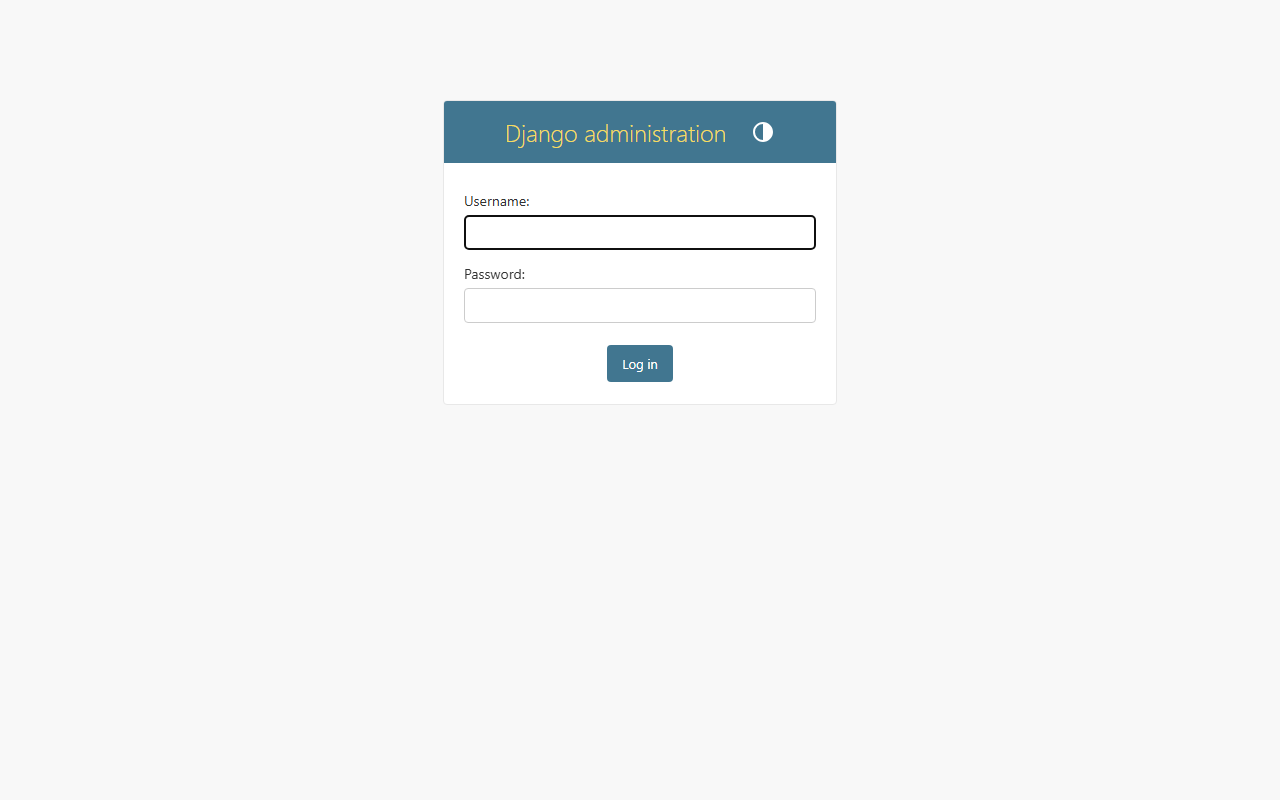 Django administration
Username:
Password:
Log in